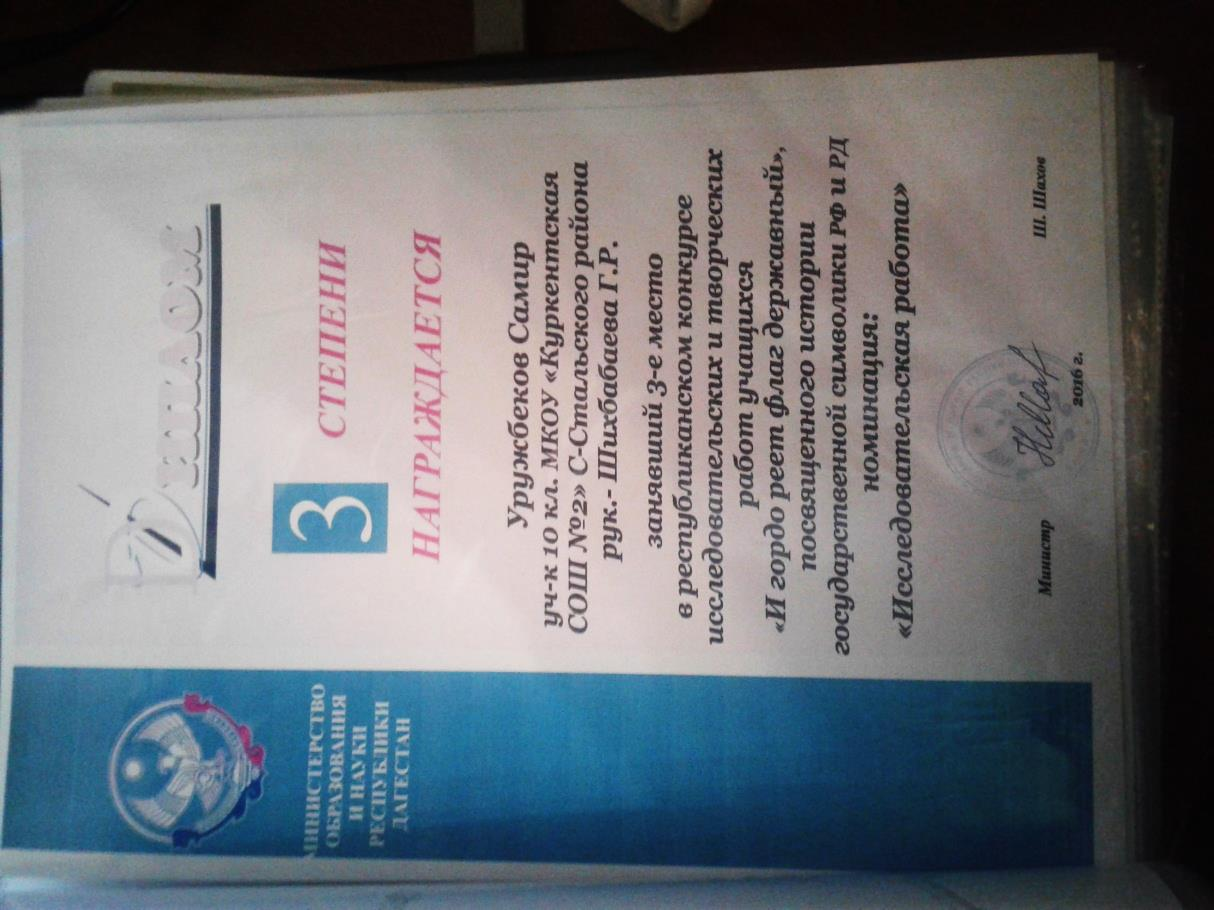 МИНИСТЕРСТВО
ОБРАЗОВАНИЯ
И НАУКИ
РЕСПУБЛИКИ
ДАГЕСТАН
Диплом
3 СТЕПЕНИ
НАГРАЖДАЕТСЯ
Уружбеков Самир
уч-к 10 кл. МКОУ «Куркентская
СОШ №2» С-Стальского района
рук.- Шихбабаева Г.Р.
занявший 3-е место
в республиканском конкурсе
исследовательских и творческих
работ учащихся
«И гордо реет флаг державный»,
посвященного истории
государственной символики РФ и РД
номинация:
«Исследовательская работа»
Министр Ш. Шахов
2016 г.